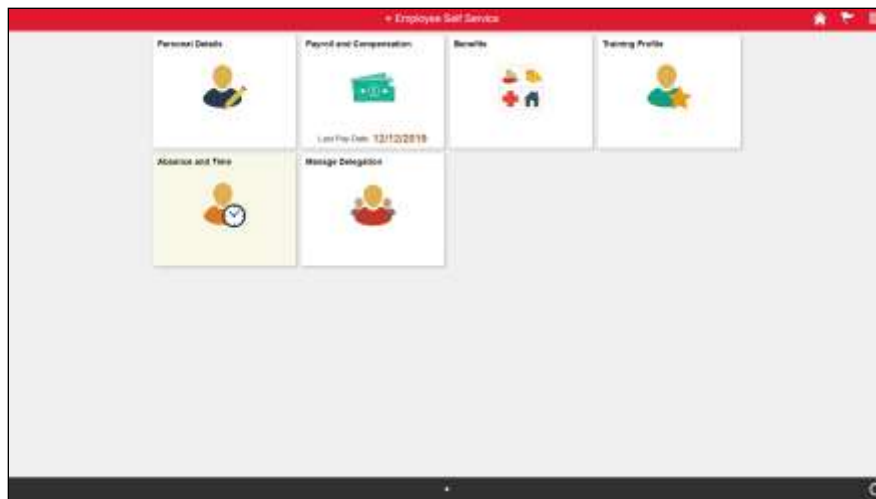 Employee Self Service
Personal Details
Payroll and Compensation
Benefits
Training Profile
Last Pay Date 12/12/2019
Absence and Time
Manage Delegation